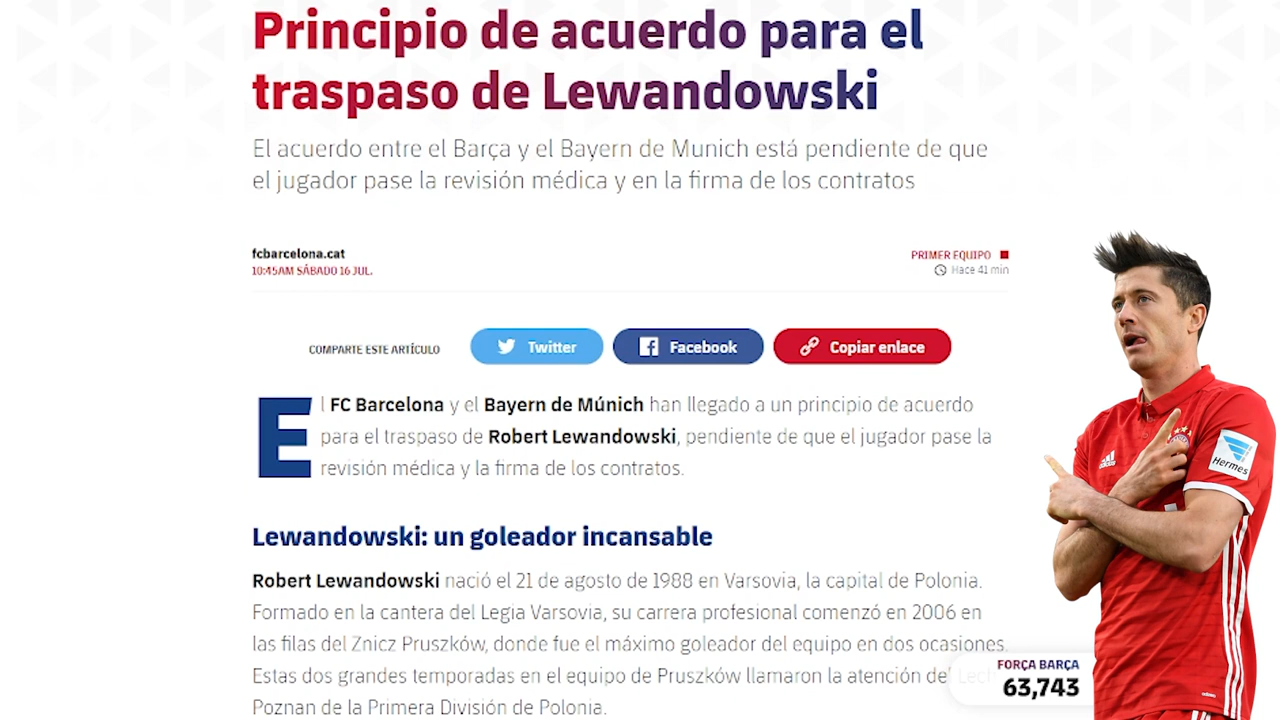 Principio de acuerdo para el
traspaso de Lewandowski
El acuerdo entre el Barça y el Bayern de Munich está pendiente de que
el jugador pase la revisión médica y en la firma de los contratos
fcbarcelona.cat
10:45AM SÁBADO 16 JUL.
PRIMER EQUIPO
Hace 41 min
COMPARTE ESTE ARTÍCULO
Twitter
Facebook
Copiar enlace
El FC Barcelona y el Bayern de Múnich han llegado a un principio de acuerdo
para el traspaso de Robert Lewandowski, pendiente de que el jugador pase la
revisión médica y la firma de los contratos.
Lewandowski: un goleador incansable
Robert Lewandowski nació el 21 de agosto de 1988 en Varsovia, la capital de Polonia.
Formado en la cantera del Legia Varsovia, su carrera profesional comenzó en 2006 en
las filas del Znicz Pruszków, donde fue el máximo goleador del equipo en dos ocasiones.
Estas dos grandes temporadas en el equipo de Pruszków llamaron la atención del Lech
Poznan de la Primera División de Polonia.
FORÇA BARÇA
63,743
adidas
Hermes